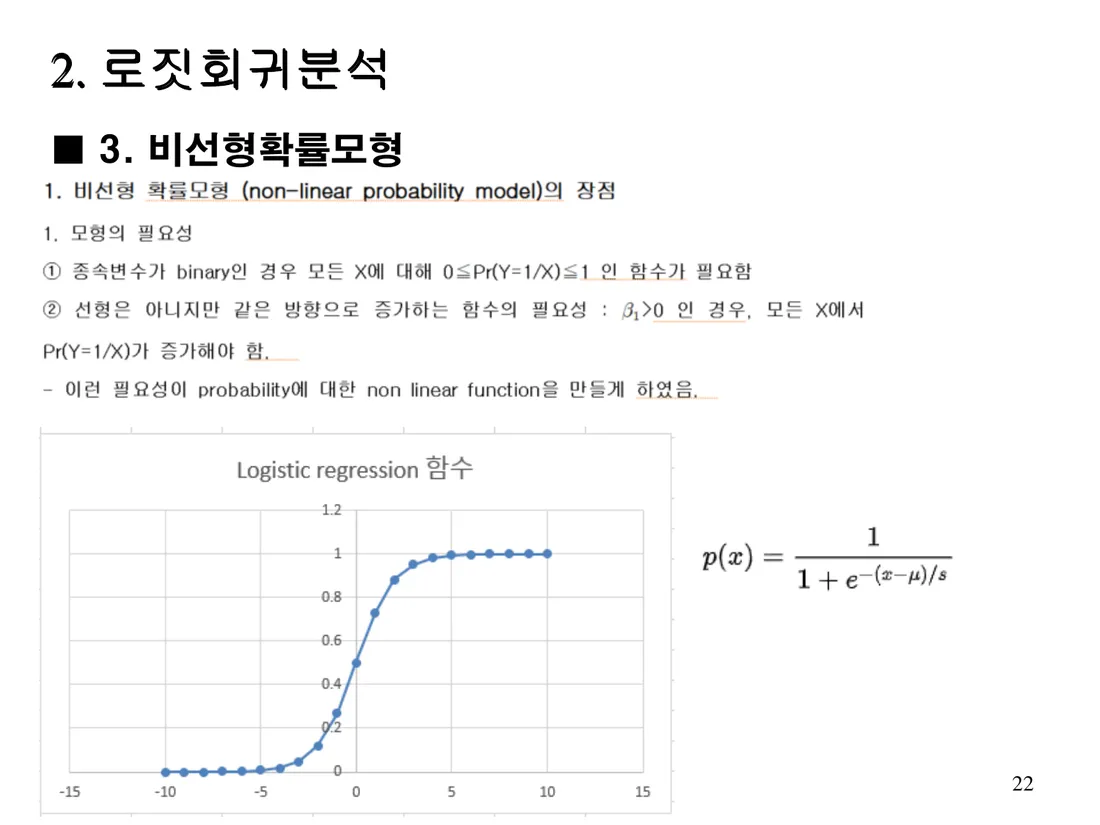 2. 로짓회귀분석
■ 3. 비선형확률모형
1. 비선형 확률모형 (non-linear probability model)의 장점
1. 모형의 필요성
① 종속변수가 binary인 경우 모든 X에 대해 0≦Pr(Y=1/X)≦1 인 함수가 필요함
② 선형은 아니지만 같은 방향으로 증가하는 함수의 필요성 : β₁>0 인 경우, 모든 X에서
Pr(Y=1/X)가 증가해야 함.
- 이런 필요성이 probability에 대한 non linear function을 만들게 하였음.
Logistic regression 함수
1.2
1
0.8
0.6
0.4
0.2
0
-15 -10 -5 0 5 10 15
p(x) = 1 / (1 + e^{-(x-μ)/s})
22